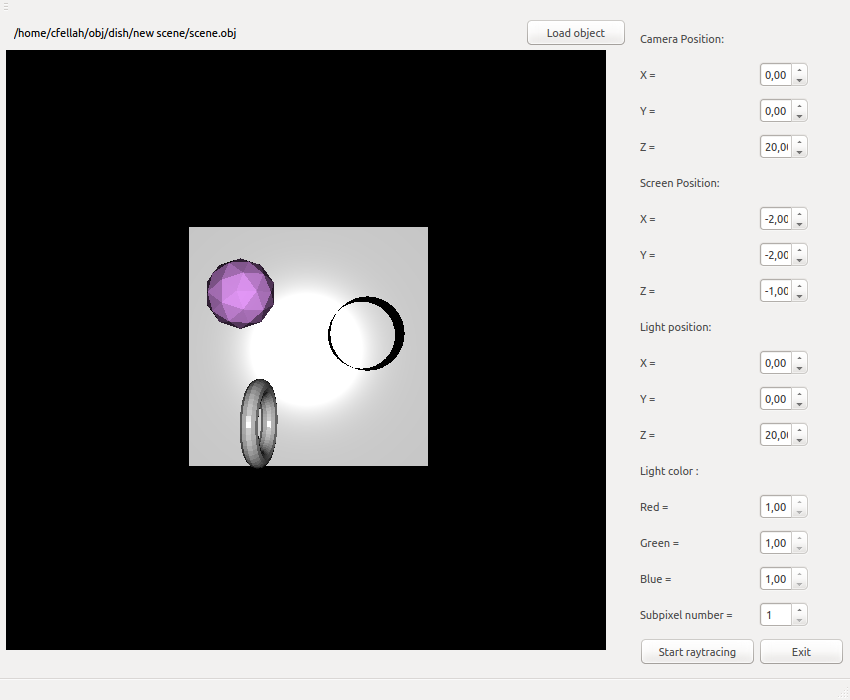 /home/cfellah/obj/dish/new scene/scene.obj
Load object
Camera Position:
X = 0,00
Y = 0,00
Z = 20,0
Screen Position:
X = -2,00
Y = -2,00
Z = -1,00
Light position:
X = 0,00
Y = 0,00
Z = 20,0
Light color :
Red = 1,00
Green = 1,00
Blue = 1,00
Subpixel number = 1
Start raytracing Exit